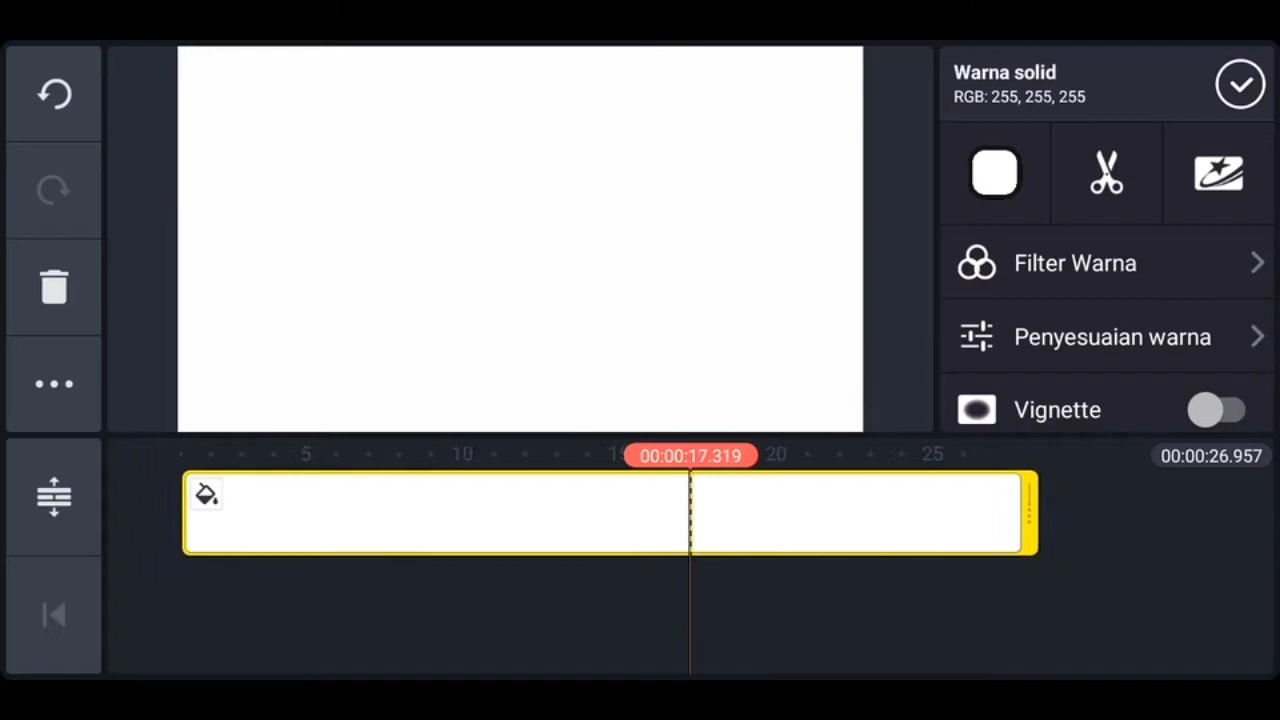 Warna solid
RGB: 255, 255, 255
Filter Warna
Penyesuaian warna
Vignette
5 10 00:00:17.319 20 25 00:00:26.957